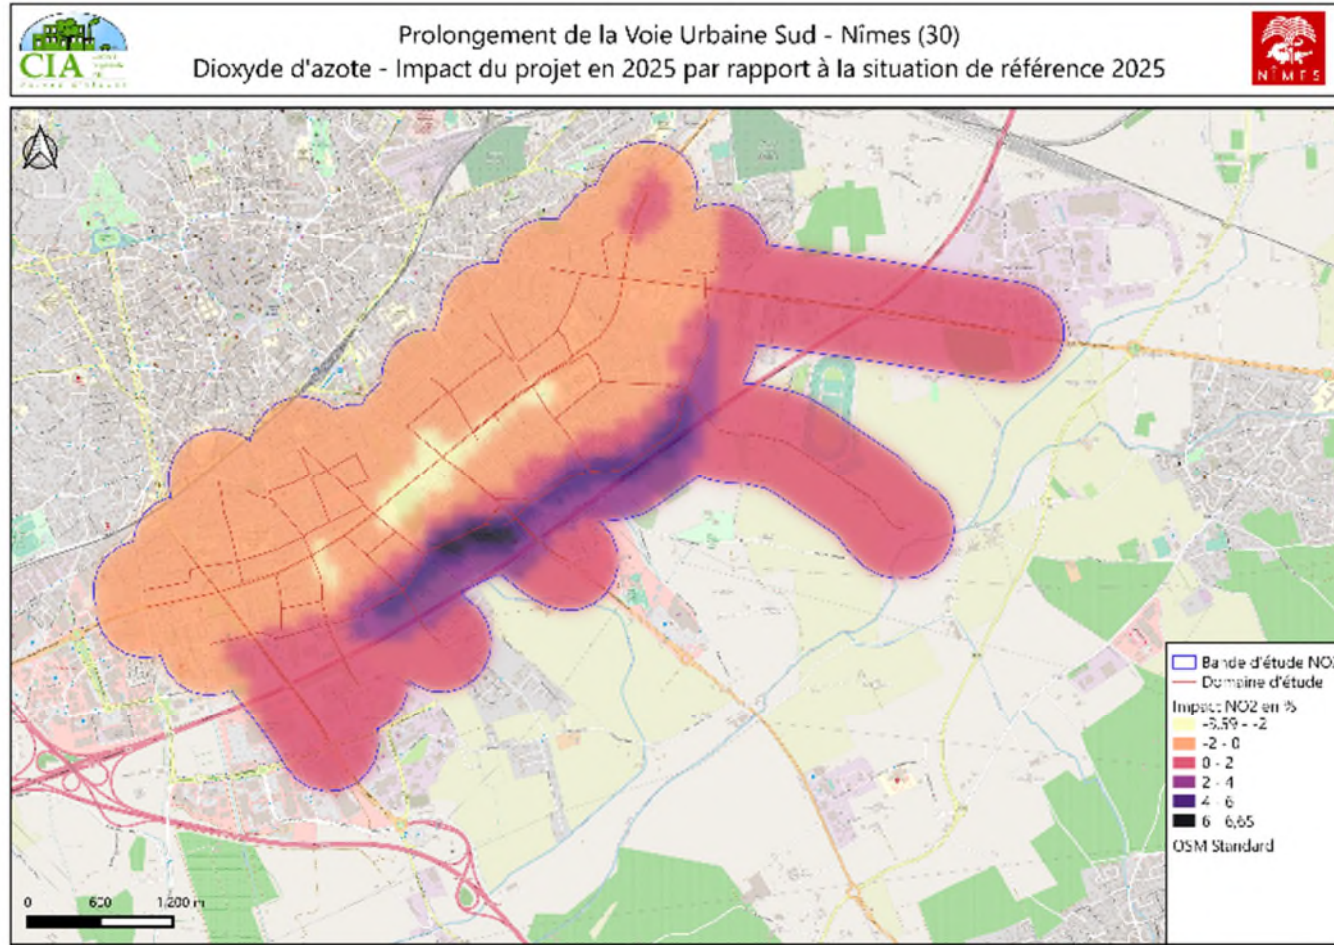 Prolongement de la Voie Urbaine Sud - Nîmes (30)
Dioxyde d'azote - Impact du projet en 2025 par rapport à la situation de référence 2025
CIA
NÎMES
Bande d'étude NO2
Domaine d'étude
Impact NO2 en %
-2 - 0
0 - 2
2 - 4
4 - 6
6 - 6,65
OSM Standard
0 600 1,200 m